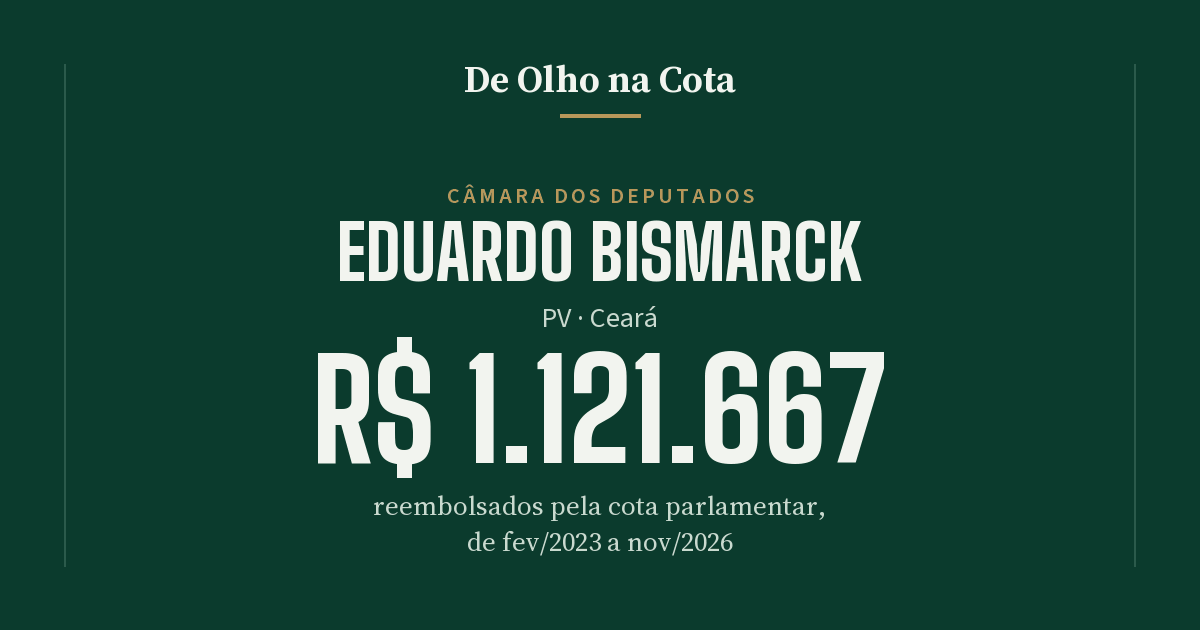 De Olho na Cota
CÂMARA DOS DEPUTADOS
EDUARDO BISMARCK
PV · Ceará
R$ 1.121.667
reembolsados pela cota parlamentar,
de fev/2023 a nov/2026